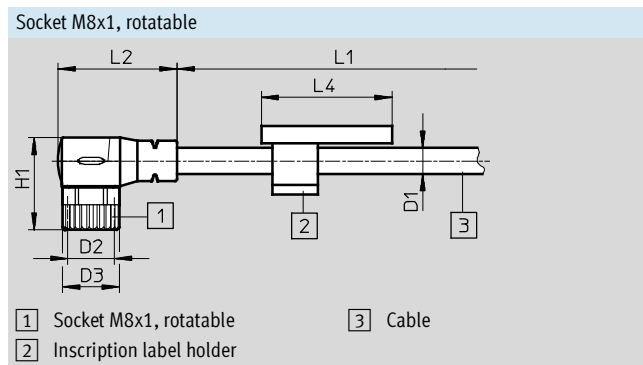 Socket M8x1, rotatable
L2 L1
L4
H1
D1
1
2
3
D2
D3
1 Socket M8x1, rotatable 3 Cable
2 Inscription label holder